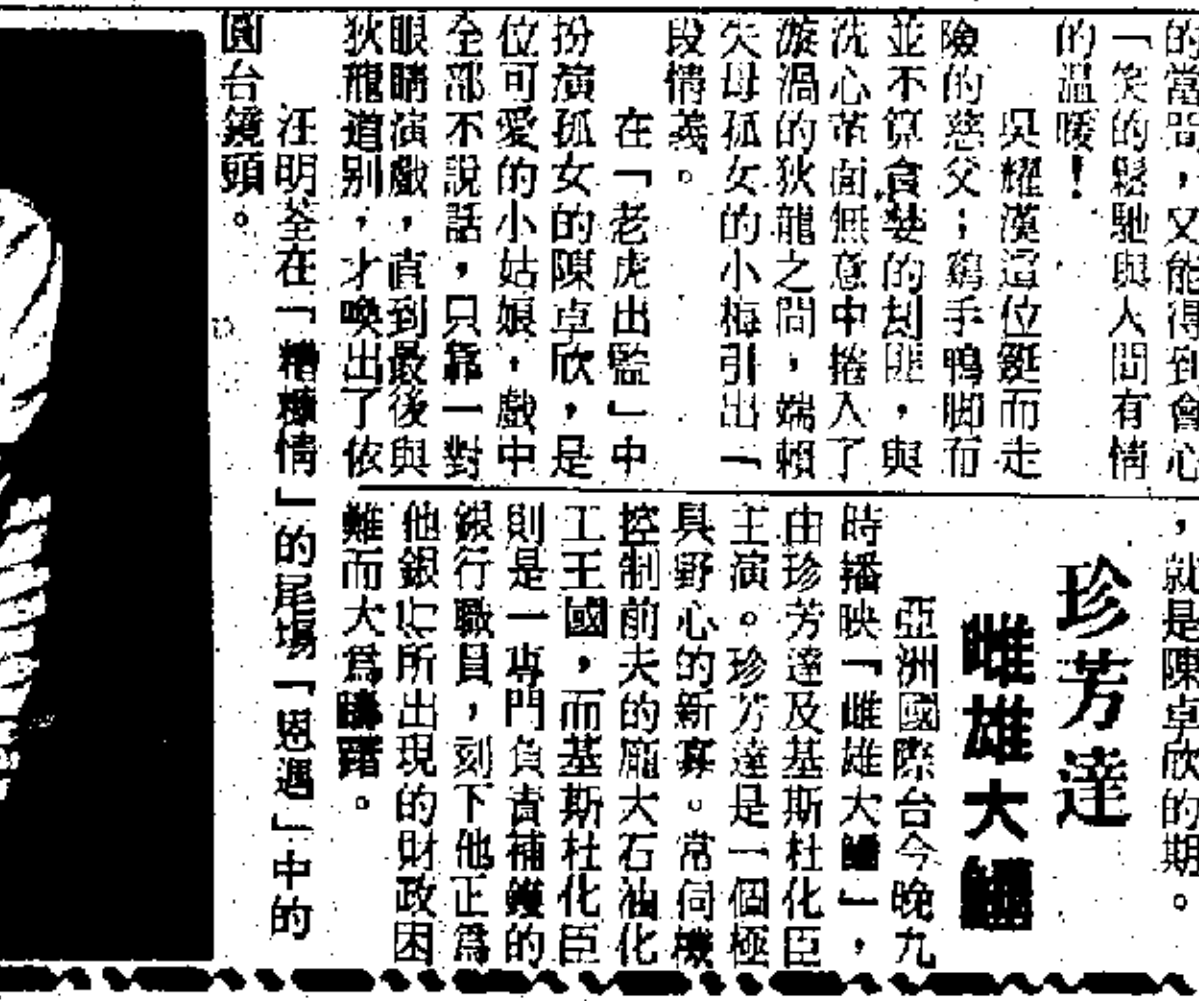 的當間，又能得到會心
「笑的鬆馳與人間有情
的溫暖！
吳耀漢這位鋌而走
險的慈父；鷄手鴨脚而
並不算貪婪的刦匪，與
洗心革面無意中捲入了
漩渦的狄龍之間，端賴
失母孤女的小梅引出「
段情義。
在「老虎出監」中
扮演孤女的陳卓欣，是
位可愛的小姑娘，戲中
全部不說話，只靠一對
眼睛演戲，直到最後與
狄龍道别，才喚出了依
汪明荃在「糟糠情」的尾塲「恩遇」中的
圓台鏡頭。
，就是陳卓欣的期。
珍芳達
雌雄大鱷
亞洲國際台今晚九
時播映「雌雄大鱷」，
由珍芳達及基斯杜化臣
主演。珍芳達是一個極
具野心的新寡。常伺機
控制前夫的龐大石油化
工王國，而基斯杜化臣
則是一專門負責補鑊的
銀行職員，刻下他正爲
他銀行所出現的財政困
難而大爲躊躇。